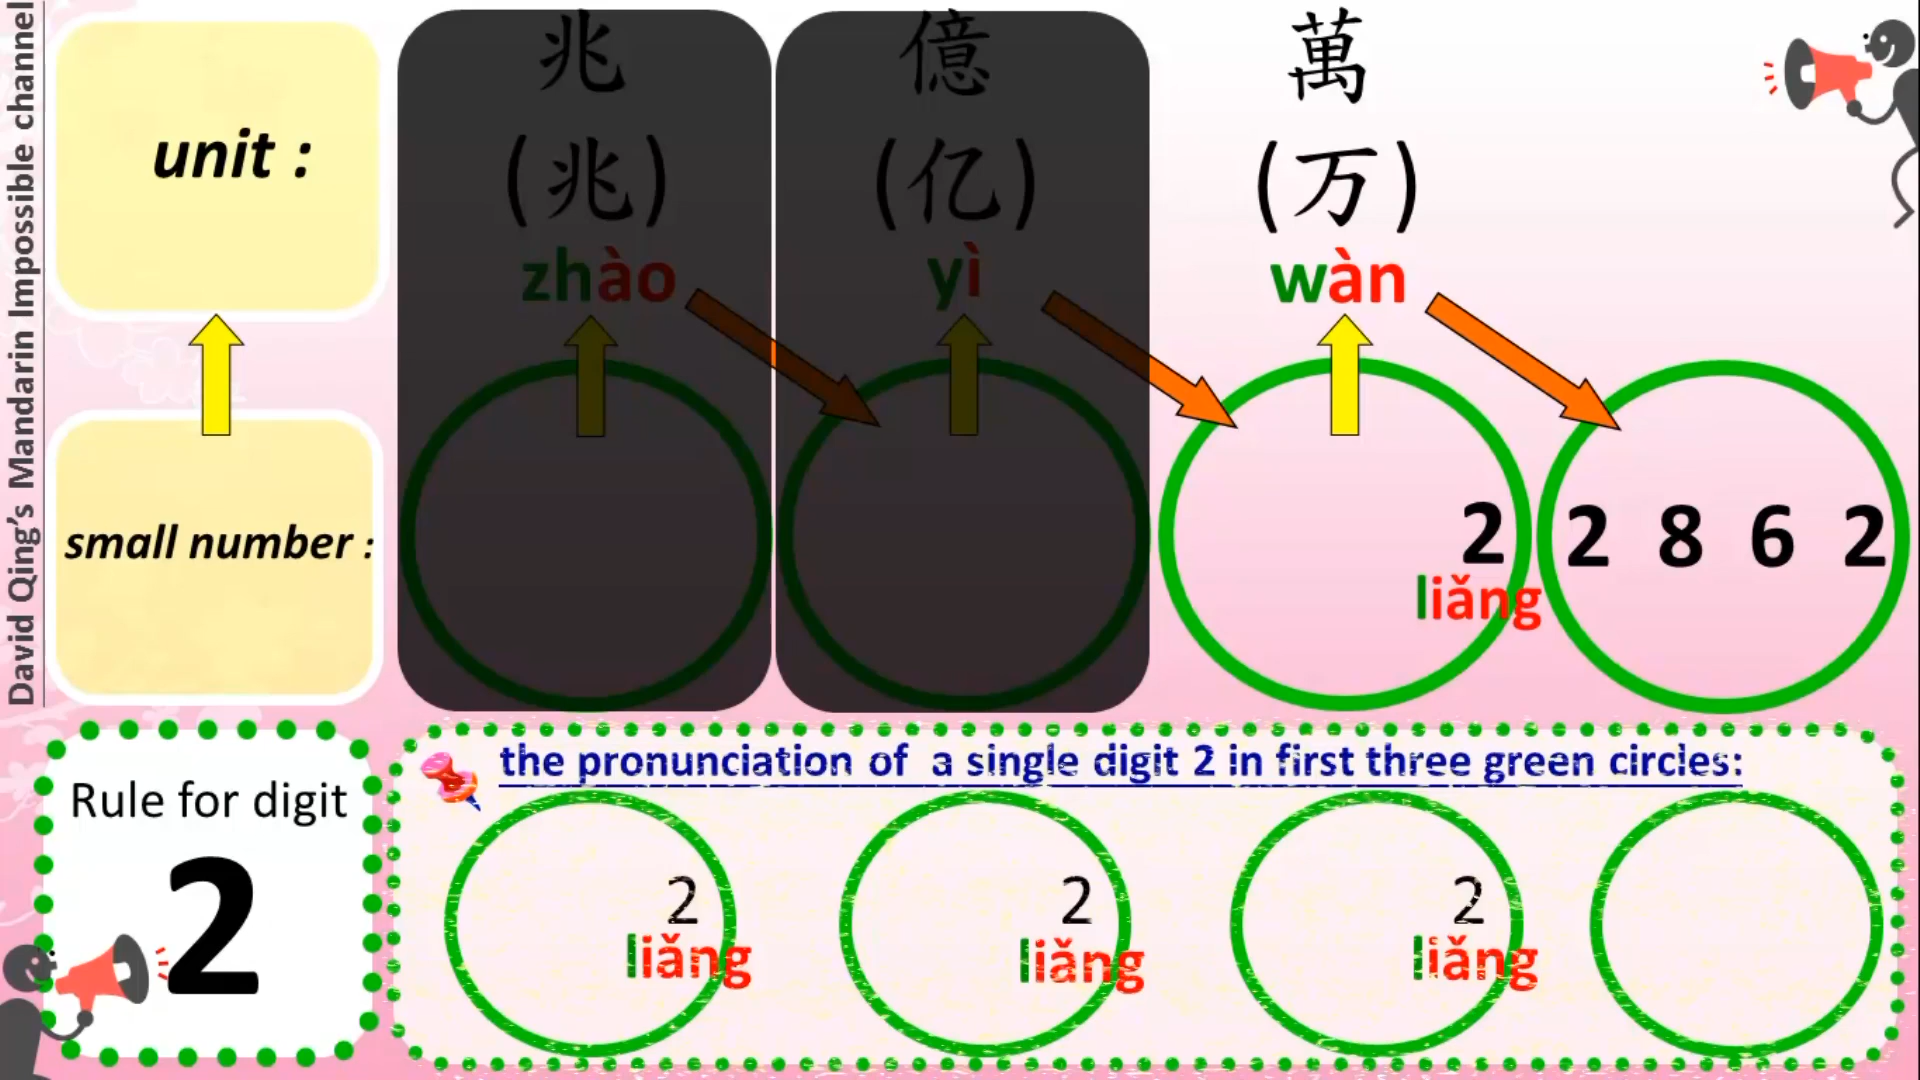 David Qing's Mandarin Impossible channel
unit :
兆
(兆)
zhào
億
(亿)
yì
萬
(万)
wàn
small number :
2
liǎng
2 8 6 2
Rule for digit
2
the pronunciation of a single digit 2 in first three green circles:
2
liǎng
2
liǎng
2
liǎng